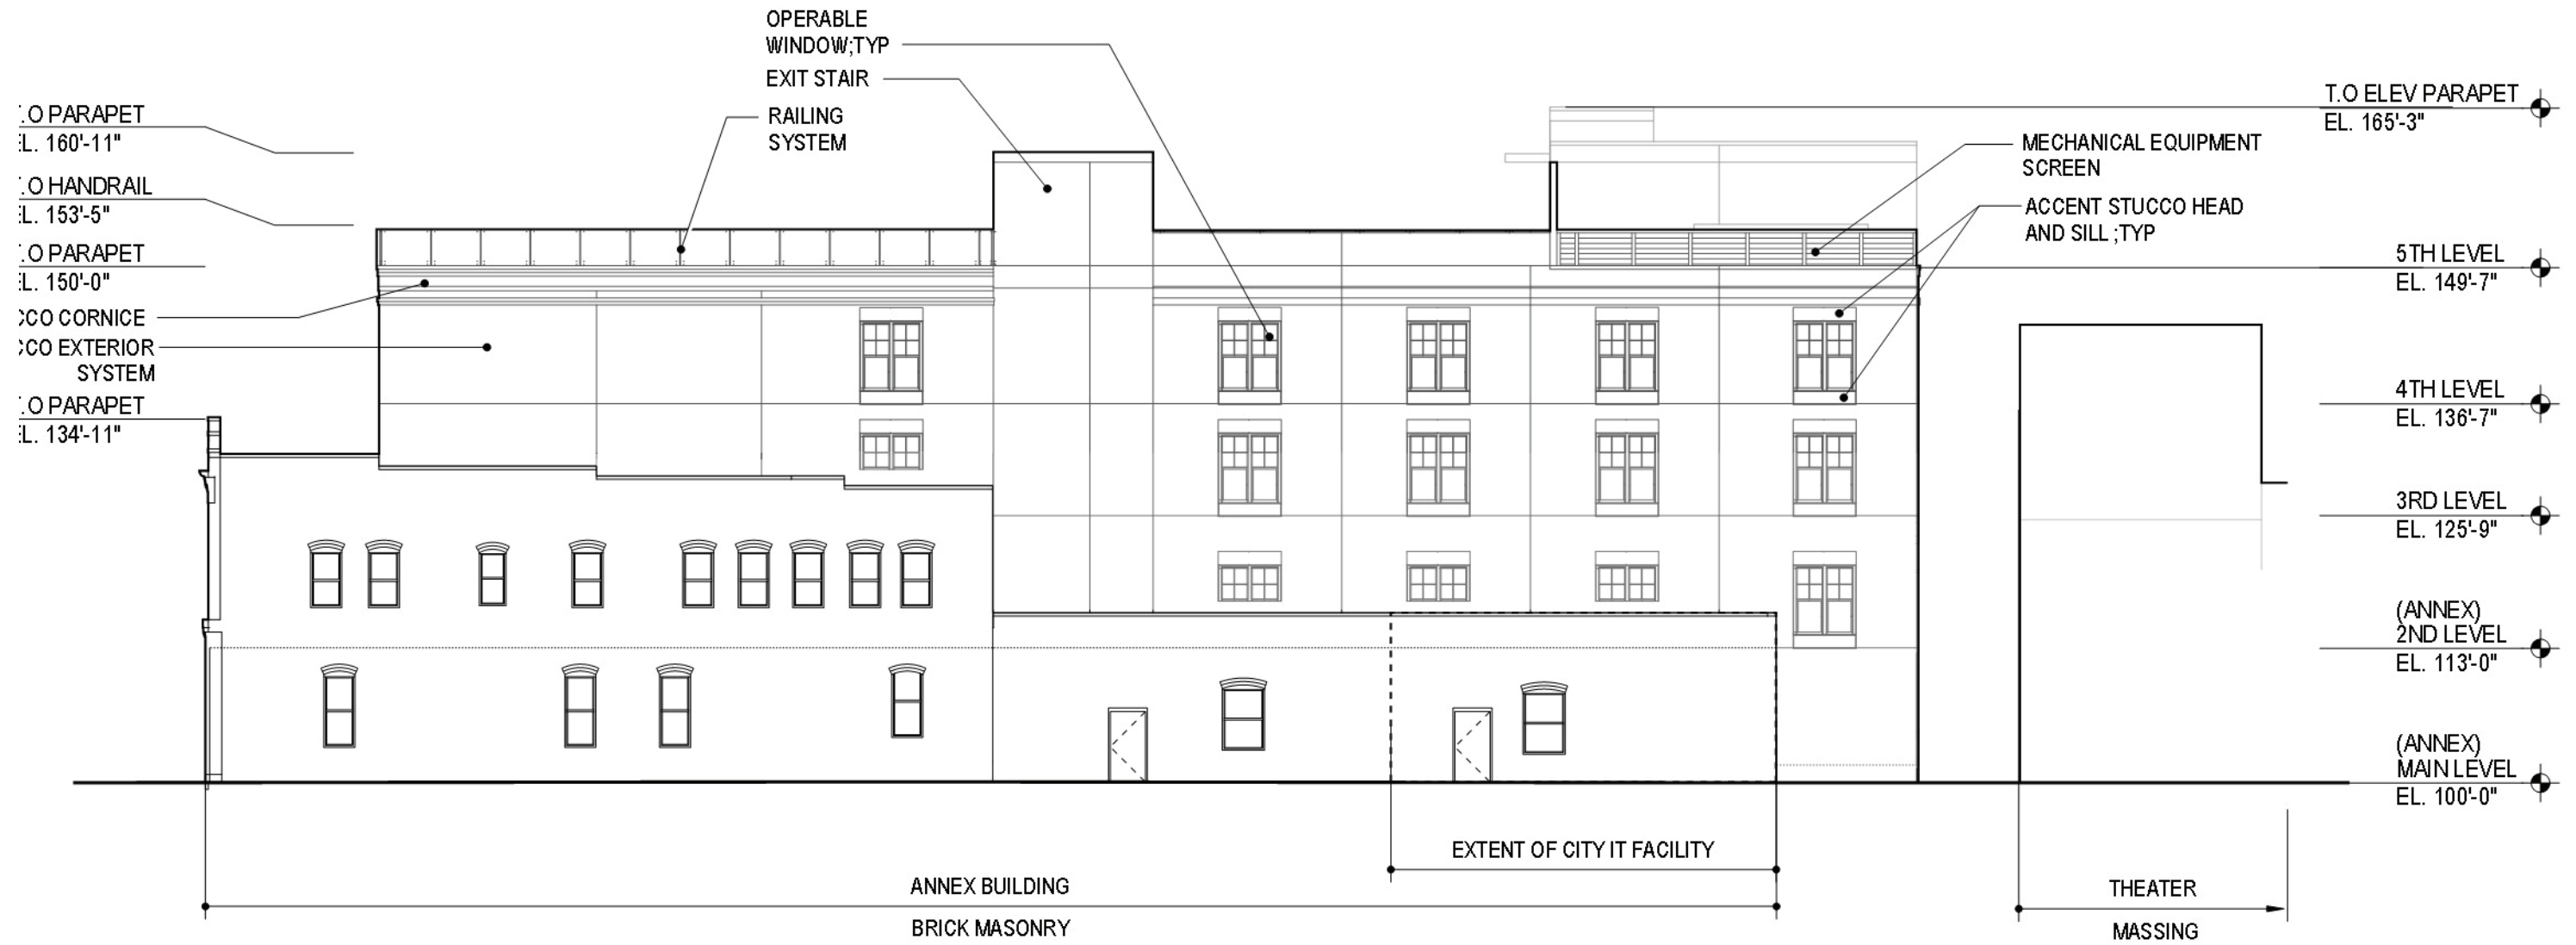 OPERABLE
WINDOW;TYP
EXIT STAIR
RAILING
SYSTEM
.O PARAPET
EL. 160'-11"
.O HANDRAIL
EL. 153'-5"
.O PARAPET
EL. 150'-0"
CCO CORNICE
CCO EXTERIOR
SYSTEM
.O PARAPET
EL. 134'-11"
T.O ELEV PARAPET
EL. 165'-3"
MECHANICAL EQUIPMENT
SCREEN
ACCENT STUCCO HEAD
AND SILL ;TYP
5TH LEVEL
EL. 149'-7"
4TH LEVEL
EL. 136'-7"
3RD LEVEL
EL. 125'-9"
(ANNEX)
2ND LEVEL
EL. 113'-0"
(ANNEX)
MAIN LEVEL
EL. 100'-0"
EXTENT OF CITY IT FACILITY
ANNEX BUILDING
BRICK MASONRY
THEATER
MASSING